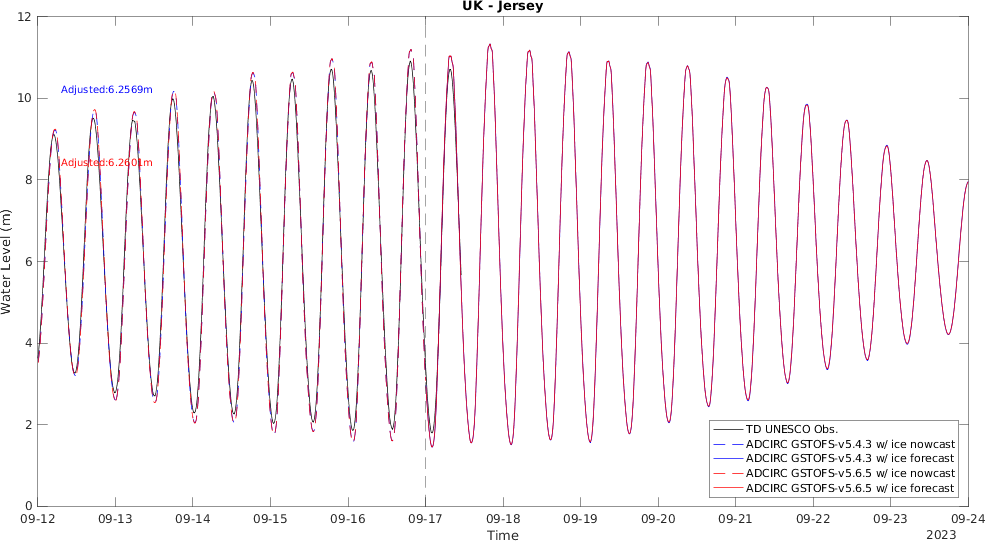 UK - Jersey
12
10
8
6
4
2
0
Water Level (m)
Adjusted:6.2569m
Adjusted:6.2601m
TD UNESCO Obs.
ADCIRC GSTOFS-v5.4.3 w/ ice nowcast
ADCIRC GSTOFS-v5.4.3 w/ ice forecast
ADCIRC GSTOFS-v5.6.5 w/ ice nowcast
ADCIRC GSTOFS-v5.6.5 w/ ice forecast
09-12 09-13 09-14 09-15 09-16 09-17 09-18 09-19 09-20 09-21 09-22 09-23 09-24
Time
2023